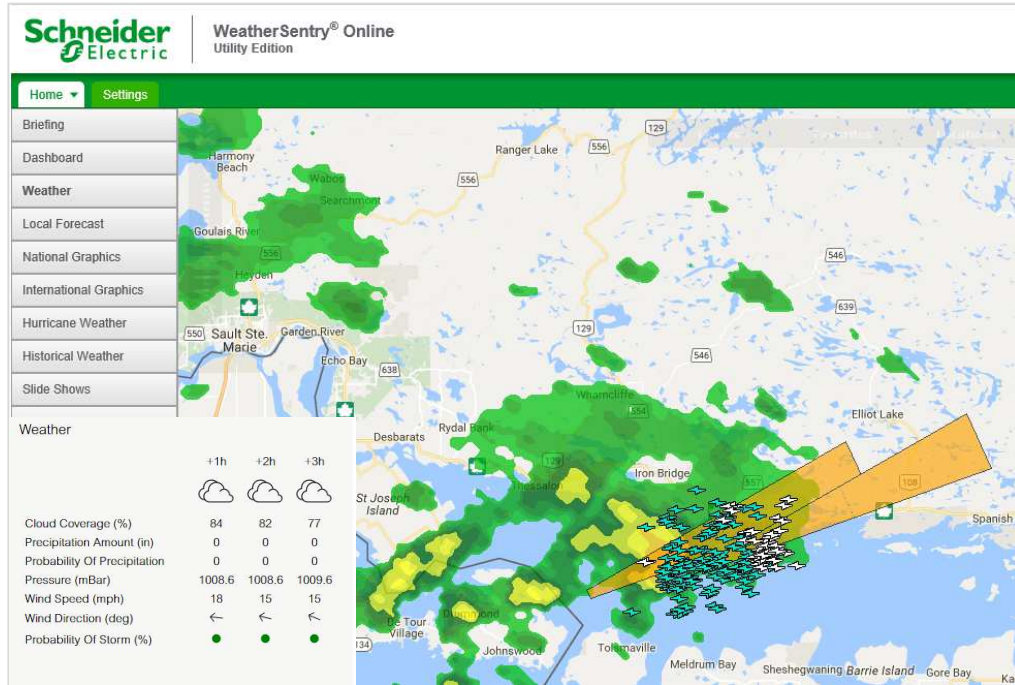 Schneider
Electric
WeatherSentry® Online
Utility Edition
Home
Settings
Briefing
Dashboard
Weather
Local Forecast
National Graphics
International Graphics
Hurricane Weather
Historical Weather
Slide Shows
Weather
+1h +2h +3h
Cloud Coverage (%) 84 82 77
Precipitation Amount (in) 0 0 0
Probability Of Precipitation 0 0 0
Pressure (mBar) 1008.6 1008.6 1009.6
Wind Speed (mph) 18 15 15
Wind Direction (deg)
Probability Of Storm (%)
129
Ranger Lake
556
Harmony
Beach
556
Wabos
Searchmont
Goulais River
556
Heyden
546
639
550
Sault Ste.
Marie
Garden River
129
Echo Bay
638
546
Wharncliffe
554
Elliot Lake
Rydal Bank
Desbarats
129
Iron Bridge
Thessalon
557
108
St Joseph
Island
Spanish
Drummond
De Tour
Village
134
Johnswood
Tolsmaville
Meldrum Bay
Sheshegwaning
Barrie Island
Gore Bay
Ka